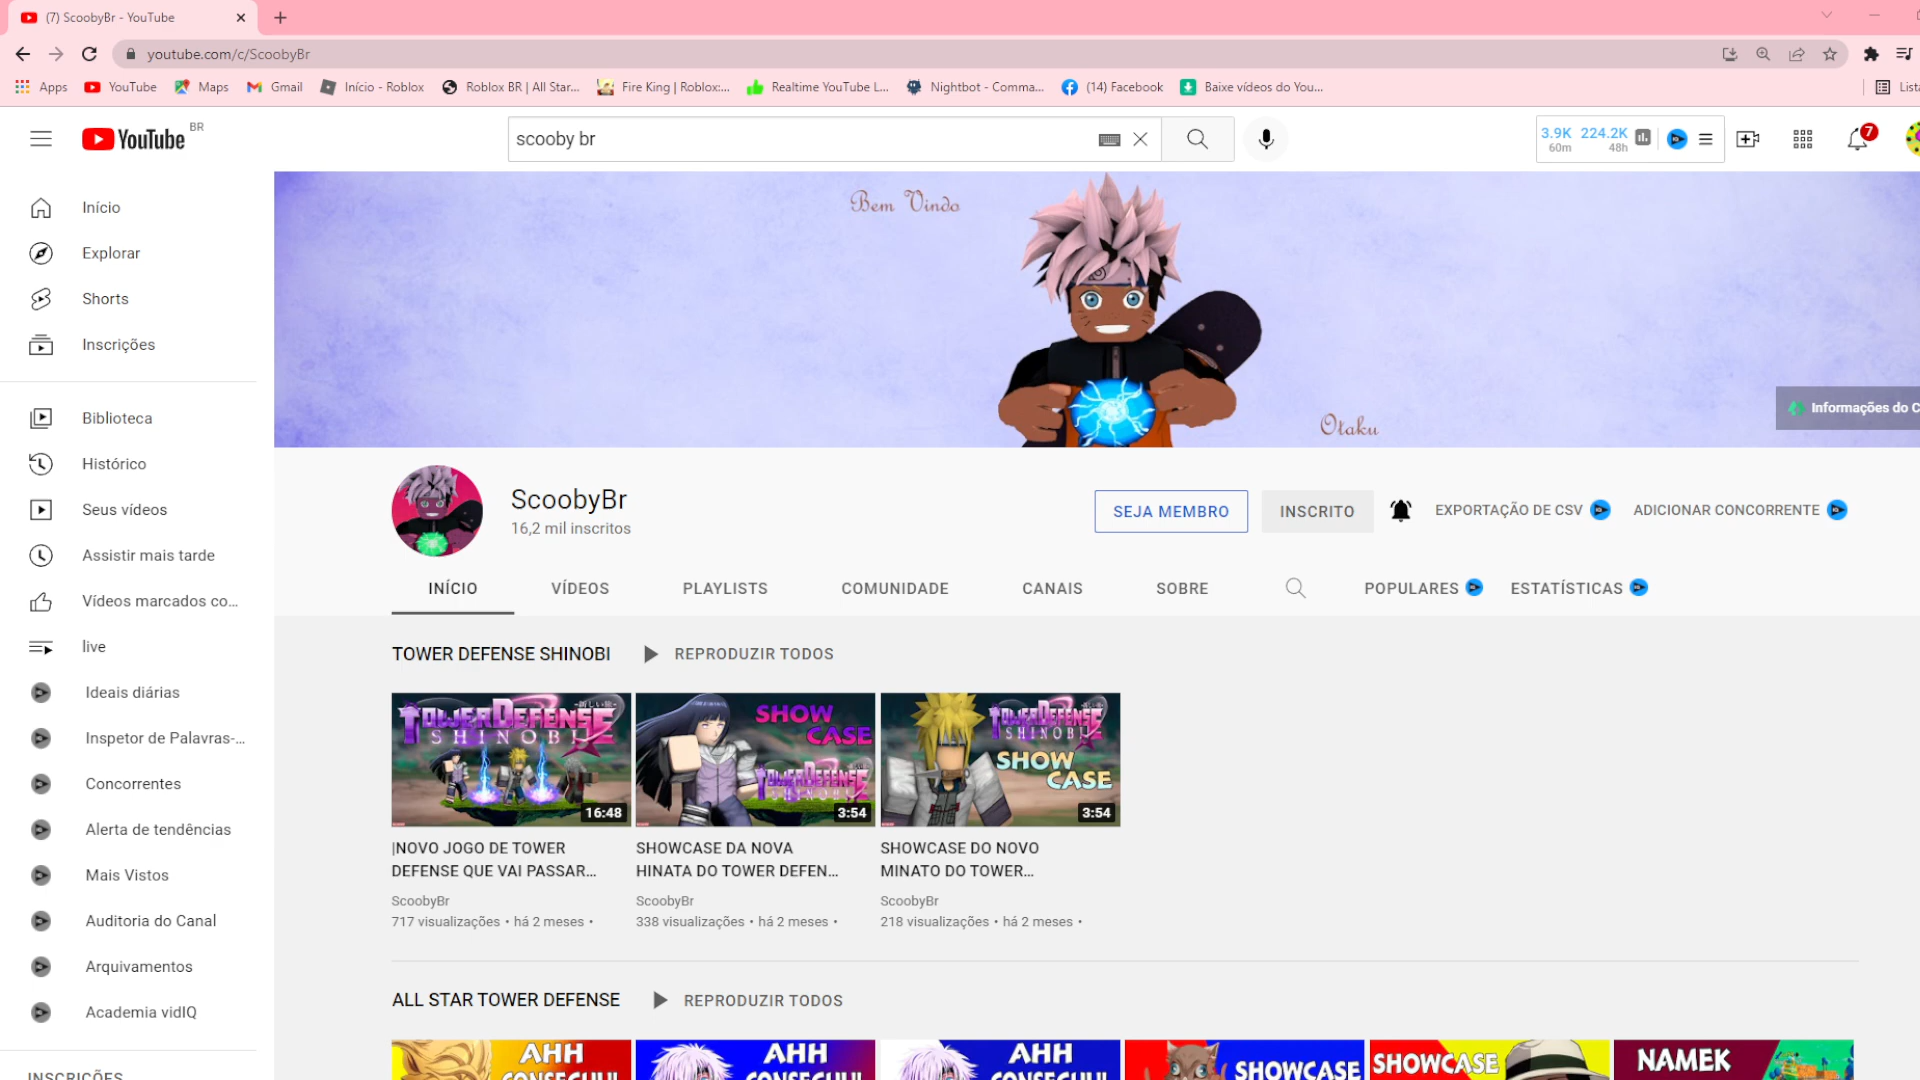 (7) ScoobyBr - YouTube
youtube.com/c/ScoobyBr
Apps YouTube Maps Gmail Início - Roblox Roblox BR | All Star... Fire King | Roblox:... Realtime YouTube L... Nightbot - Comma... (14) Facebook Baixe vídeos do You...
YouTube BR
scooby br
3.9K 224.2K
60m 48h
7
Início
Explorar
Shorts
Inscrições
Biblioteca
Histórico
Seus vídeos
Assistir mais tarde
Vídeos marcados co...
live
Ideais diárias
Inspetor de Palavras-...
Concorrentes
Alerta de tendências
Mais Vistos
Auditoria do Canal
Arquivamentos
Academia vidIQ
INSCRIÇÕES
Bem Vindo
Otaku
Informações do C
ScoobyBr
16,2 mil inscritos
SEJA MEMBRO INSCRITO EXPORTAÇÃO DE CSV ADICIONAR CONCORRENTE
INÍCIO VÍDEOS PLAYLISTS COMUNIDADE CANAIS SOBRE POPULARES ESTATÍSTICAS
TOWER DEFENSE SHINOBI REPRODUZIR TODOS
TOWER DEFENSE
SHINOBI
16:48
SHOW
CASE
TOWER DEFENSE
SHINOBI
3:54
TOWER DEFENSE
SHINOBI
SHOW
CASE
3:54
|NOVO JOGO DE TOWER
DEFENSE QUE VAI PASSAR...
ScoobyBr
717 visualizações • há 2 meses •
SHOWCASE DA NOVA
HINATA DO TOWER DEFEN...
ScoobyBr
338 visualizações • há 2 meses •
SHOWCASE DO NOVO
MINATO DO TOWER...
ScoobyBr
218 visualizações • há 2 meses •
ALL STAR TOWER DEFENSE REPRODUZIR TODOS
AHH
CONSEGUI!
AHH
CONSEGUI!
AHH
CONSEGUI!
SHOWCASE
SHOWCASE
NAMEK